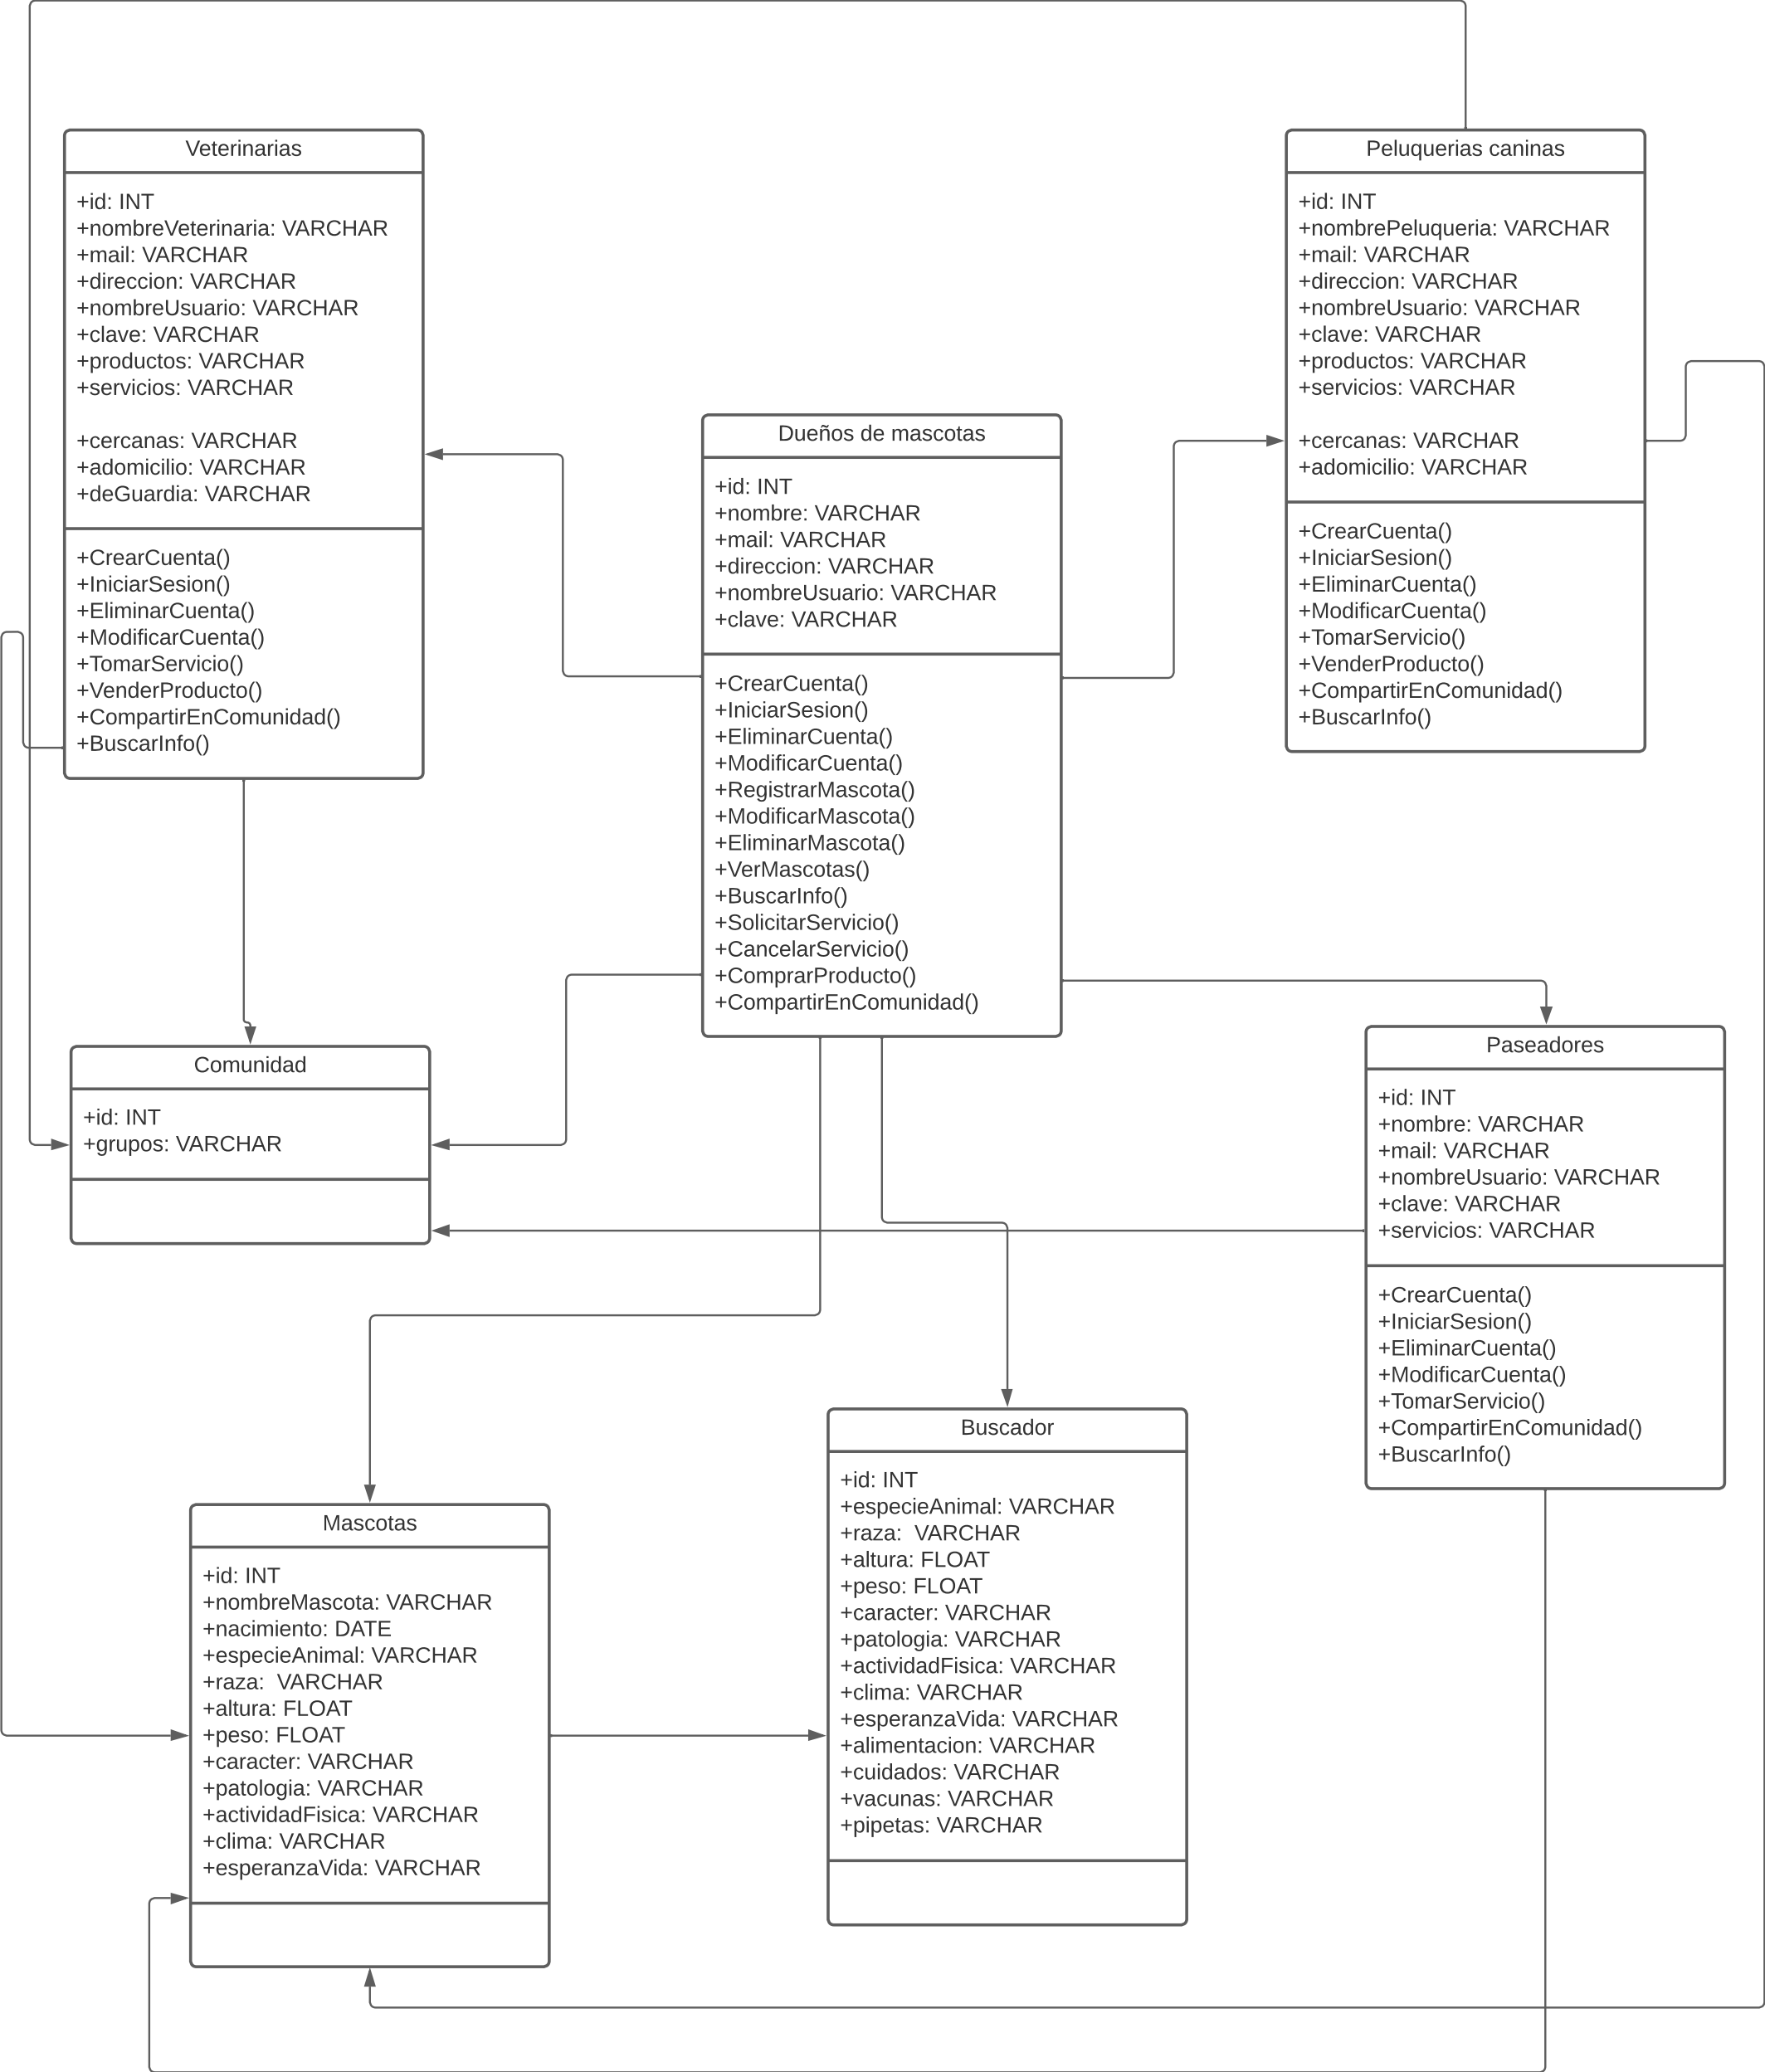 Veterinarias
+id: INT
+nombreVeterinaria: VARCHAR
+mail: VARCHAR
+direccion: VARCHAR
+nombreUsuario: VARCHAR
+clave: VARCHAR
+productos: VARCHAR
+servicios: VARCHAR
+cercanas: VARCHAR
+adomicilio: VARCHAR
+deGuardia: VARCHAR
+CrearCuenta()
+IniciarSesion()
+EliminarCuenta()
+ModificarCuenta()
+TomarServicio()
+VenderProducto()
+CompartirEnComunidad()
+BuscarInfo()
Dueños de mascotas
+id: INT
+nombre: VARCHAR
+mail: VARCHAR
+direccion: VARCHAR
+nombreUsuario: VARCHAR
+clave: VARCHAR
+CrearCuenta()
+IniciarSesion()
+EliminarCuenta()
+ModificarCuenta()
+RegistrarMascota()
+ModificarMascota()
+EliminarMascota()
+VerMascotas()
+BuscarInfo()
+SolicitarServicio()
+CancelarServicio()
+ComprarProducto()
+CompartirEnComunidad()
Peluquerias caninas
+id: INT
+nombrePeluqueria: VARCHAR
+mail: VARCHAR
+direccion: VARCHAR
+nombreUsuario: VARCHAR
+clave: VARCHAR
+productos: VARCHAR
+servicios: VARCHAR
+cercanas: VARCHAR
+adomicilio: VARCHAR
+CrearCuenta()
+IniciarSesion()
+EliminarCuenta()
+ModificarCuenta()
+TomarServicio()
+VenderProducto()
+CompartirEnComunidad()
+BuscarInfo()
Comunidad
+id: INT
+grupos: VARCHAR
Paseadores
+id: INT
+nombre: VARCHAR
+mail: VARCHAR
+nombreUsuario: VARCHAR
+clave: VARCHAR
+servicios: VARCHAR
+CrearCuenta()
+IniciarSesion()
+EliminarCuenta()
+ModificarCuenta()
+TomarServicio()
+CompartirEnComunidad()
+BuscarInfo()
Mascotas
+id: INT
+nombreMascota: VARCHAR
+nacimiento: DATE
+especieAnimal: VARCHAR
+raza:  VARCHAR
+altura: FLOAT
+peso: FLOAT
+caracter: VARCHAR
+patologia: VARCHAR
+actividadFisica: VARCHAR
+clima: VARCHAR
+esperanzaVida: VARCHAR
Buscador
+id: INT
+especieAnimal: VARCHAR
+raza:  VARCHAR
+altura: FLOAT
+peso: FLOAT
+caracter: VARCHAR
+patologia: VARCHAR
+actividadFisica: VARCHAR
+clima: VARCHAR
+esperanzaVida: VARCHAR
+alimentacion: VARCHAR
+cuidados: VARCHAR
+vacunas: VARCHAR
+pipetas: VARCHAR